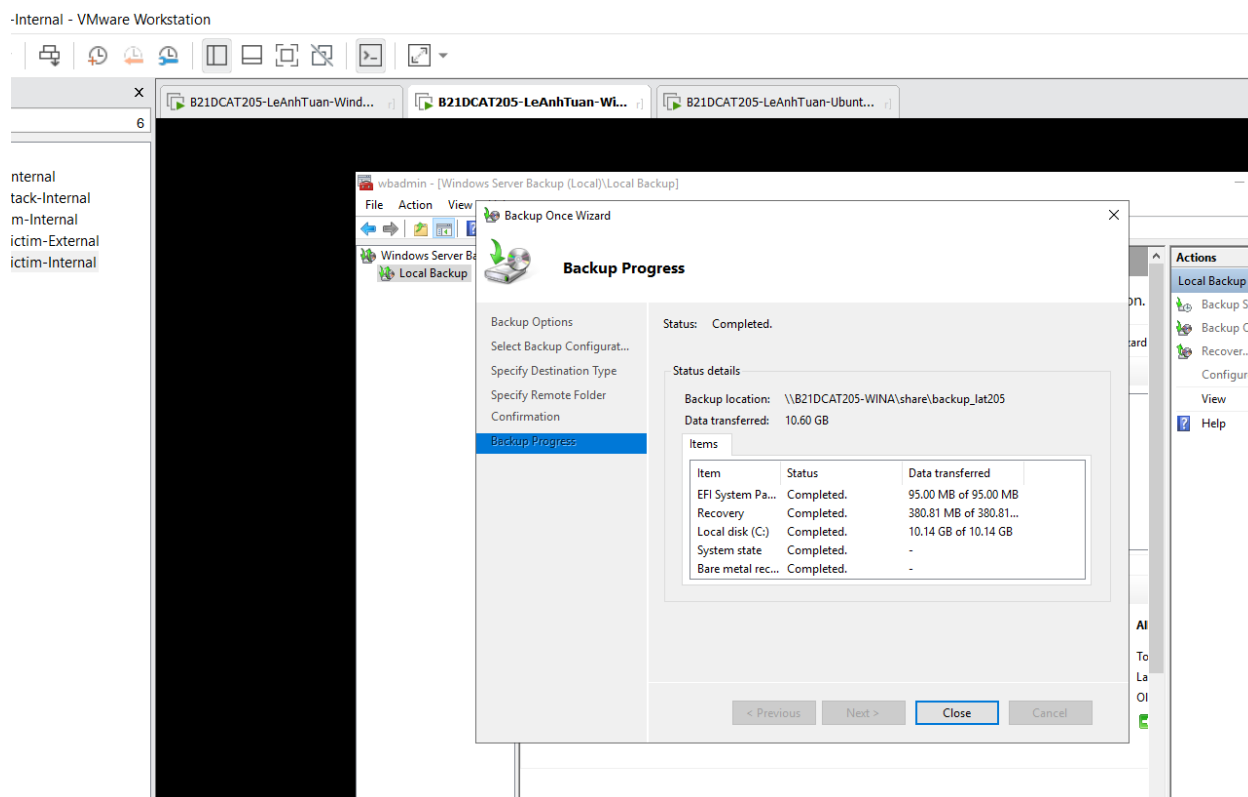 -Internal - VMware Workstation
X
B21DCAT205-LeAnhTuan-Wind...
B21DCAT205-LeAnhTuan-Wi...
B21DCAT205-LeAnhTuan-Ubunt...
6
nternal
tack-Internal
m-Internal
ictim-External
ictim-Internal
wbadmin - [Windows Server Backup (Local)\Local Backup]
File Action View
Windows Server Ba
Local Backup
Backup Once Wizard
Backup Progress
Backup Options
Select Backup Configurat...
Specify Destination Type
Specify Remote Folder
Confirmation
Backup Progress
Status: Completed.
Status details
Backup location: \\B21DCAT205-WINA\share\backup_lat205
Data transferred: 10.60 GB
Items
Item Status Data transferred
EFI System Pa... Completed. 95.00 MB of 95.00 MB
Recovery Completed. 380.81 MB of 380.81...
Local disk (C:) Completed. 10.14 GB of 10.14 GB
System state Completed. -
Bare metal rec... Completed. -
< Previous Next > Close Cancel
on.
ard
Al
To
La
Ol
Actions
Local Backup
Backup S
Backup O
Recover...
Configur
View
Help